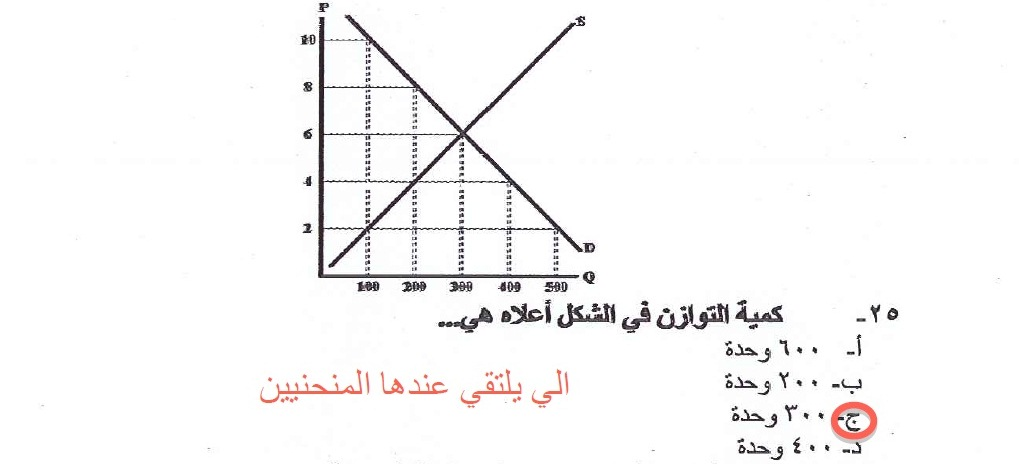 P
S
10
8
6
4
2
D
Q
100 200 300 400 500
٢٥- كمية التوازن في الشكل أعلاه هي...
أ- ٦٠٠ وحدة
ب- ٢٠٠ وحدة
ج- ٣٠٠ وحدة
د- ٤٠٠ وحدة
الي يلتقي عندها المنحنيين